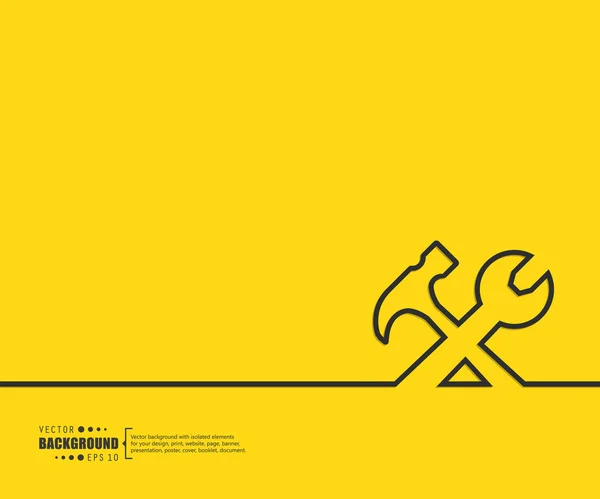 VECTOR
BACKGROUND
EPS 10
Vector background with isolated elements
for your design, print, website, page, banner,
presentation, poster, cover, booklet, document.